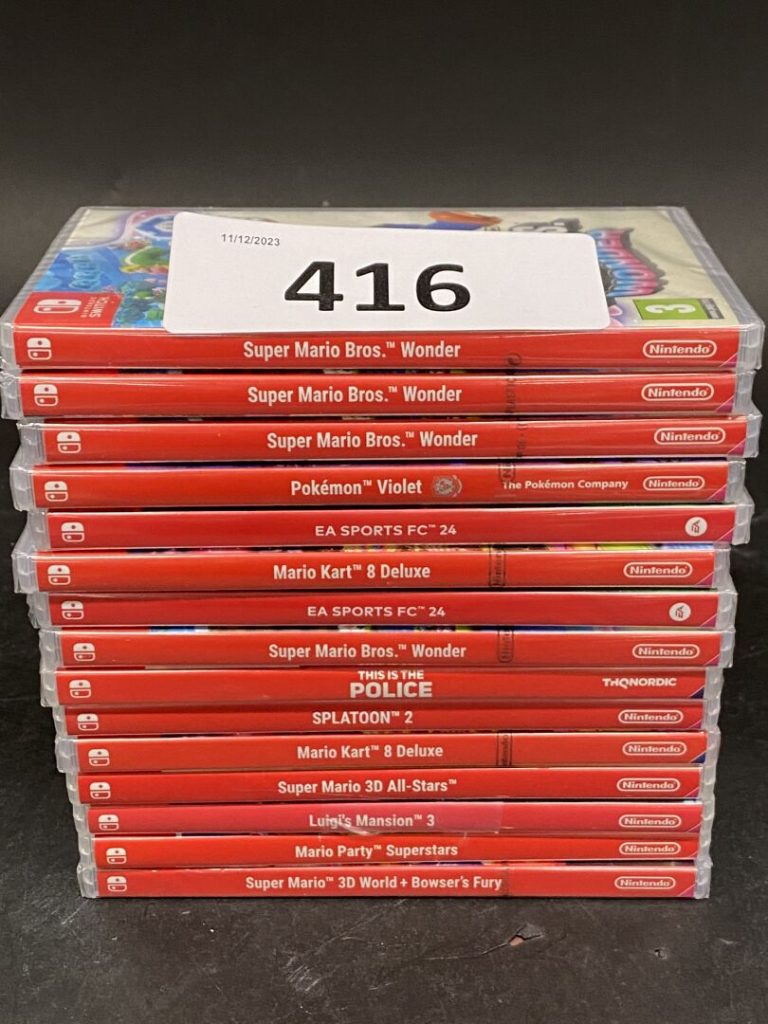 11/12/2023
416
WONDER
3
Super Mario Bros.™ Wonder Nintendo
Super Mario Bros.™ Wonder Nintendo
Super Mario Bros.™ Wonder Nintendo
Pokémon™ Violet The Pokémon Company Nintendo
EA SPORTS FC™ 24 EA
Mario Kart™ 8 Deluxe Nintendo
EA SPORTS FC™ 24 EA
Super Mario Bros.™ Wonder Nintendo
THIS IS THE
POLICE THQNORDIC
SPLATOON™ 2 Nintendo
Mario Kart™ 8 Deluxe Nintendo
Super Mario 3D All-Stars™ Nintendo
Luigi's Mansion™ 3 Nintendo
Mario Party™ Superstars Nintendo
Super Mario™ 3D World + Bowser's Fury Nintendo